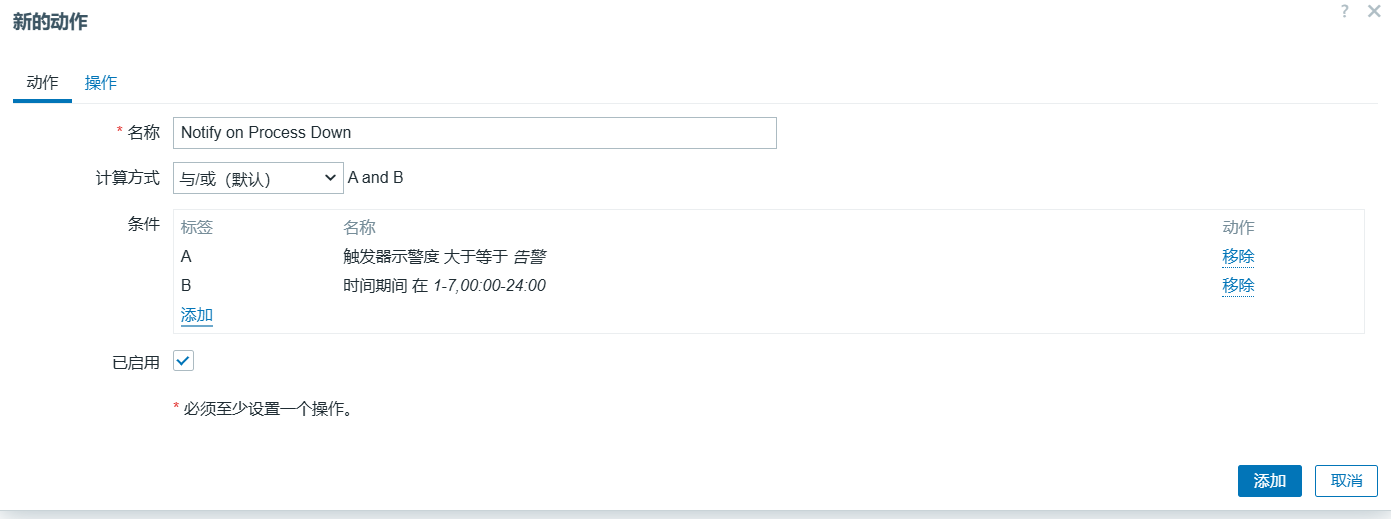 新的动作
?
动作 操作
* 名称 Notify on Process Down
计算方式 与/或（默认） A and B
条件 标签 名称 动作
A 触发器示警度 大于等于 告警 移除
B 时间期间 在 1-7,00:00-24:00 移除
添加
已启用
* 必须至少设置一个操作。
添加 取消